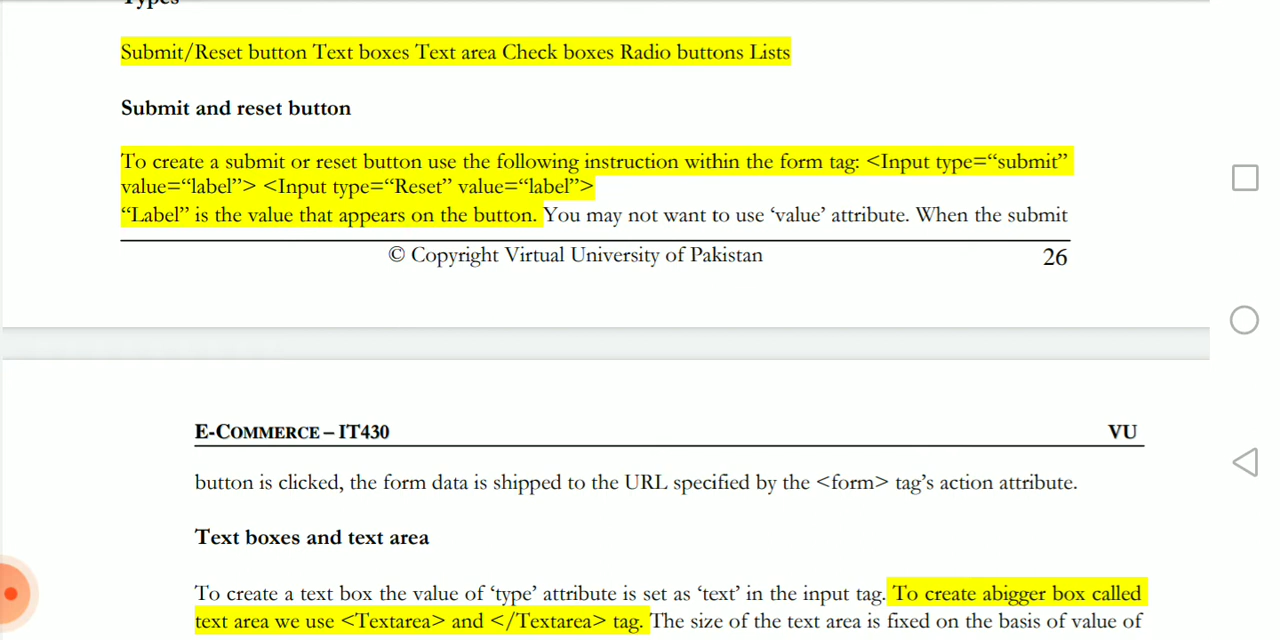 Types
Submit/Reset button Text boxes Text area Check boxes Radio buttons Lists
Submit and reset button
To create a submit or reset button use the following instruction within the form tag: <Input type=“submit”
value=“label”> <Input type=“Reset” value=“label”>
“Label” is the value that appears on the button. You may not want to use ‘value’ attribute. When the submit
© Copyright Virtual University of Pakistan 26
E-COMMERCE – IT430 VU
button is clicked, the form data is shipped to the URL specified by the <form> tag’s action attribute.
Text boxes and text area
To create a text box the value of ‘type’ attribute is set as ‘text’ in the input tag. To create abigger box called
text area we use <Textarea> and </Textarea> tag. The size of the text area is fixed on the basis of value of